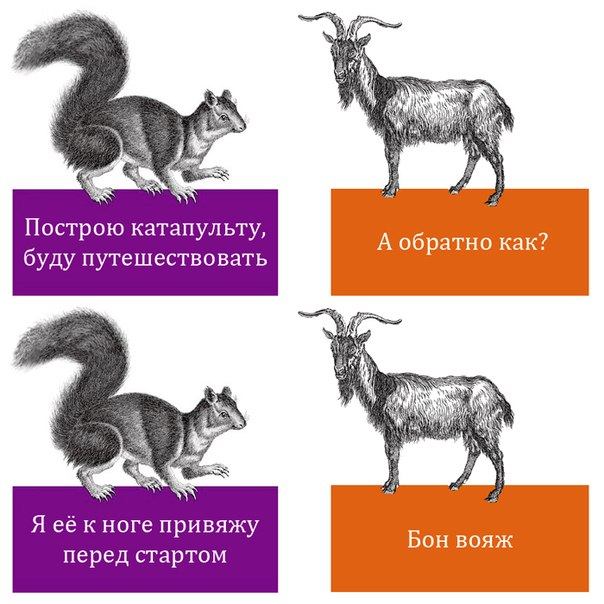 Построю катапульту,
буду путешествовать
А обратно как?
Я её к ноге привяжу
перед стартом
Бон вояж